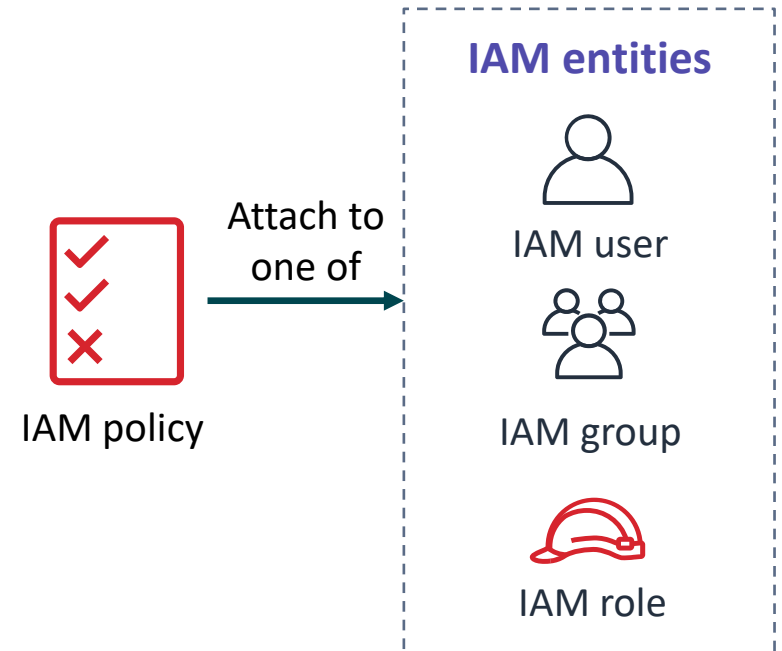 IAM entities
Attach to
one of
IAM user
IAM policy
IAM group
IAM role